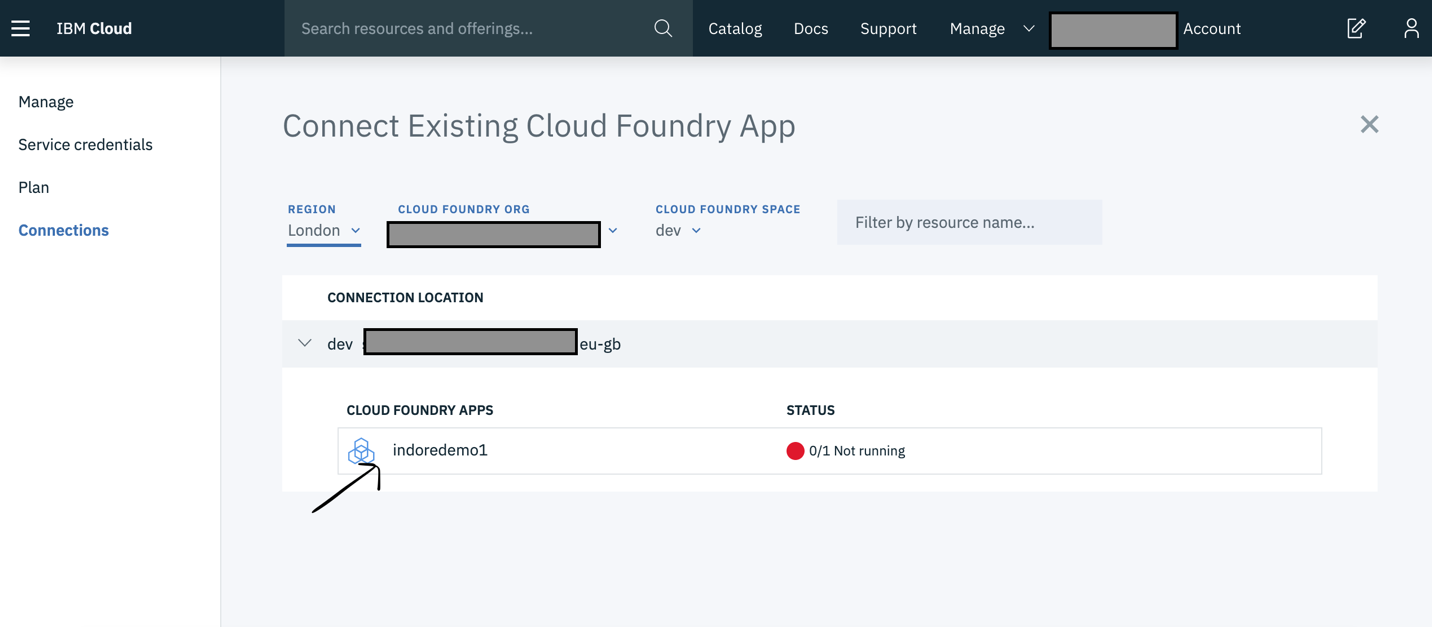 IBM Cloud
Search resources and offerings...
Catalog
Docs
Support
Manage
Account
Manage
Service credentials
Plan
Connections
Connect Existing Cloud Foundry App
REGION
London
CLOUD FOUNDRY ORG
CLOUD FOUNDRY SPACE
dev
Filter by resource name...
CONNECTION LOCATION
dev eu-gb
CLOUD FOUNDRY APPS
STATUS
indoredemo1
0/1 Not running